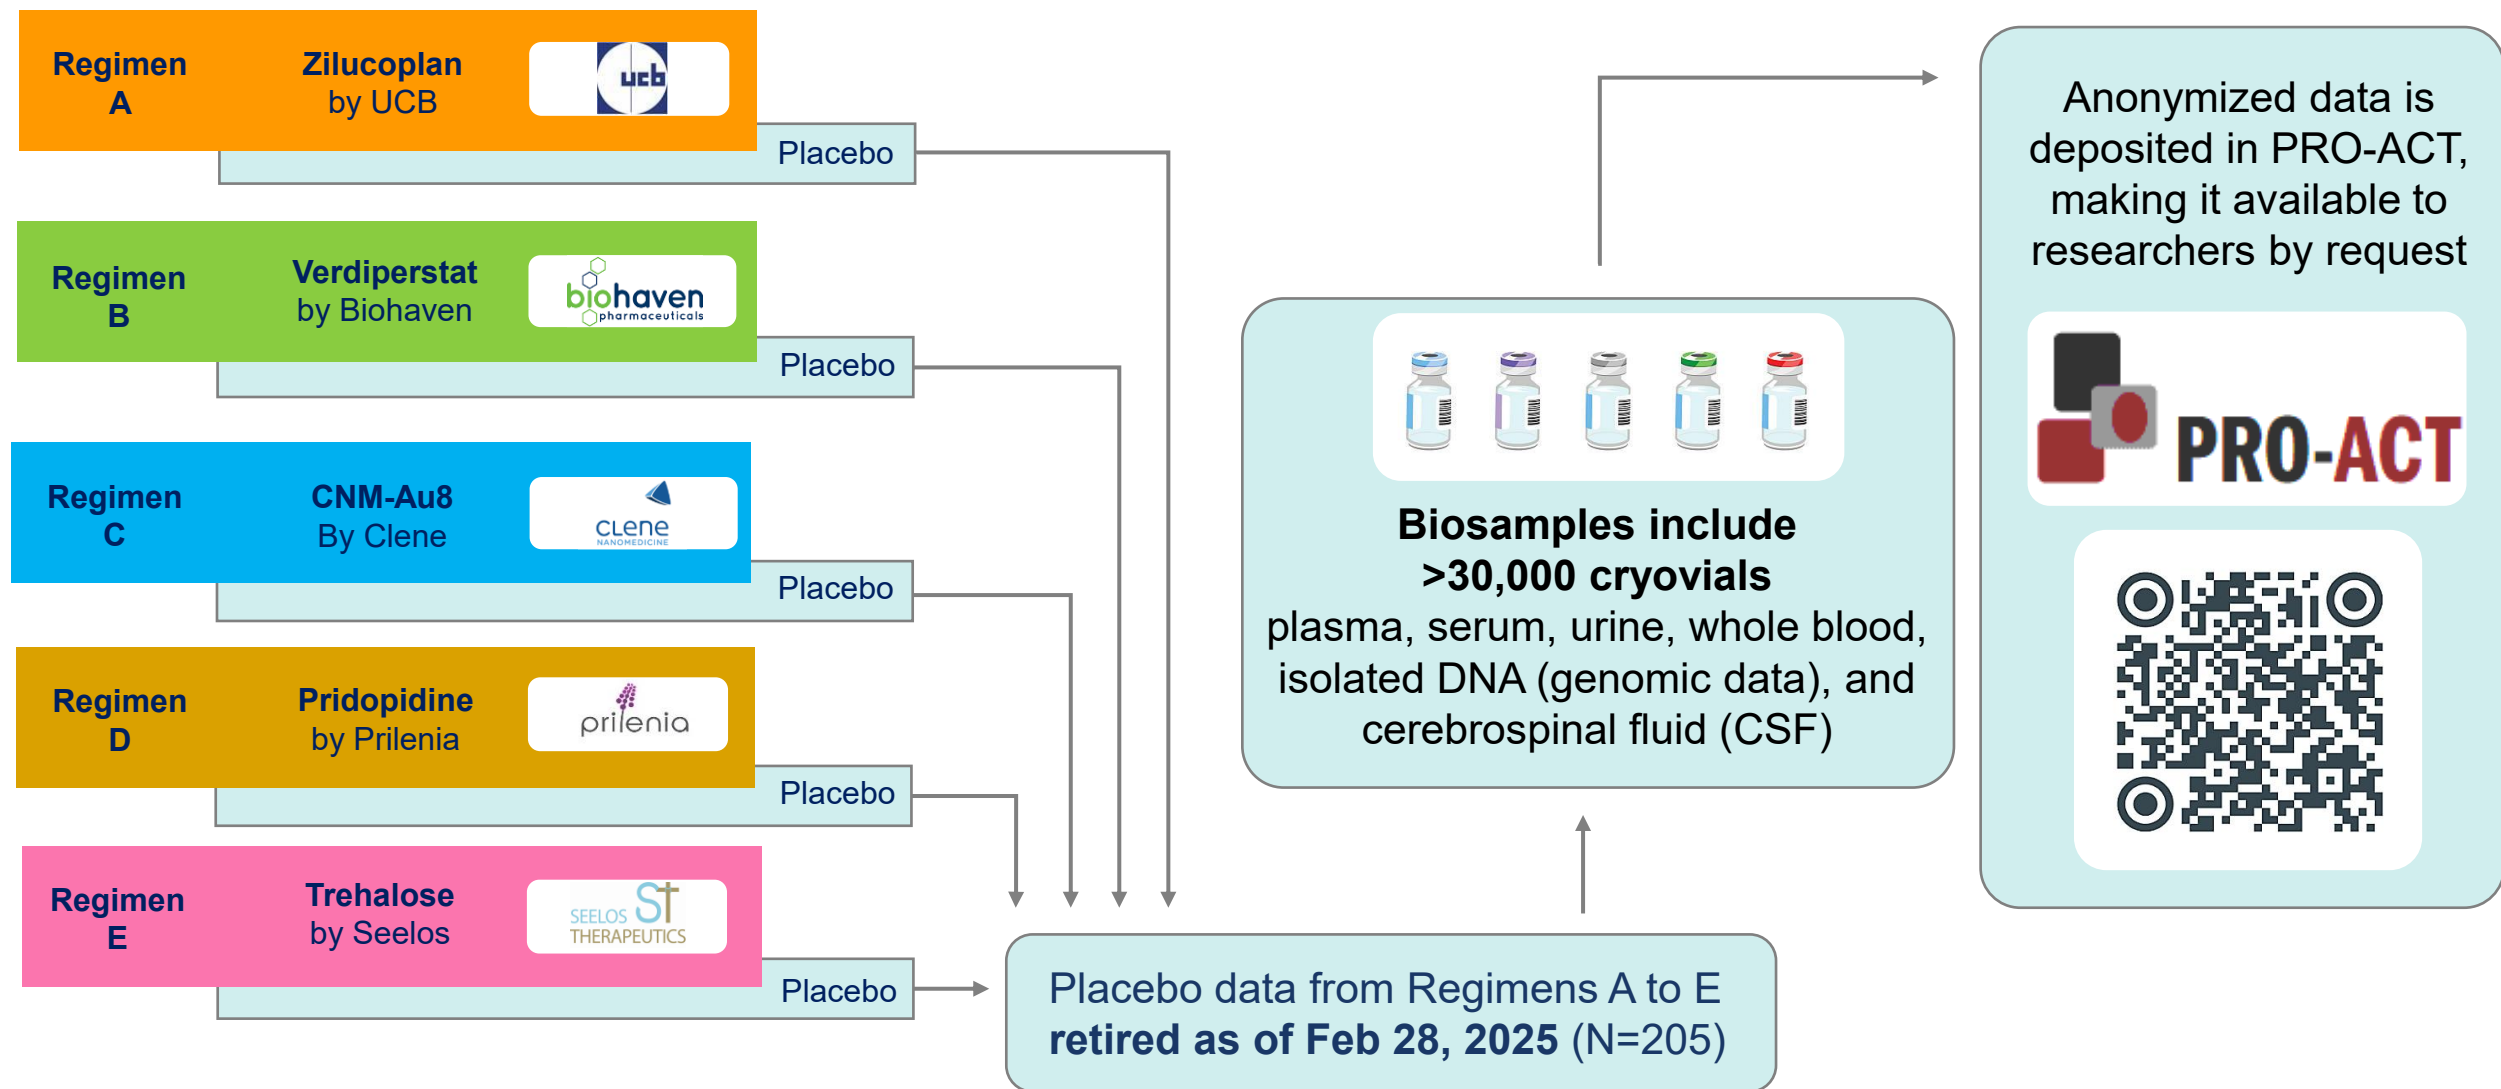 Regimen
A
Zilucoplan
by UCB
ucb
Placebo
Regimen
B
Verdiperstat
by Biohaven
biohaven
pharmaceuticals
Placebo
Regimen
C
CNM-Au8
By Clene
CLENE
NANOMEDICINE
Placebo
Regimen
D
Pridopidine
by Prilenia
prilenia
Placebo
Regimen
E
Trehalose
by Seelos
SEELOS ST
THERAPEUTICS
Placebo
Placebo data from Regimens A to E
retired as of Feb 28, 2025 (N=205)
Biosamples include
>30,000 cryovials
plasma, serum, urine, whole blood,
isolated DNA (genomic data), and
cerebrospinal fluid (CSF)
Anonymized data is
deposited in PRO-ACT,
making it available to
researchers by request
PRO-ACT